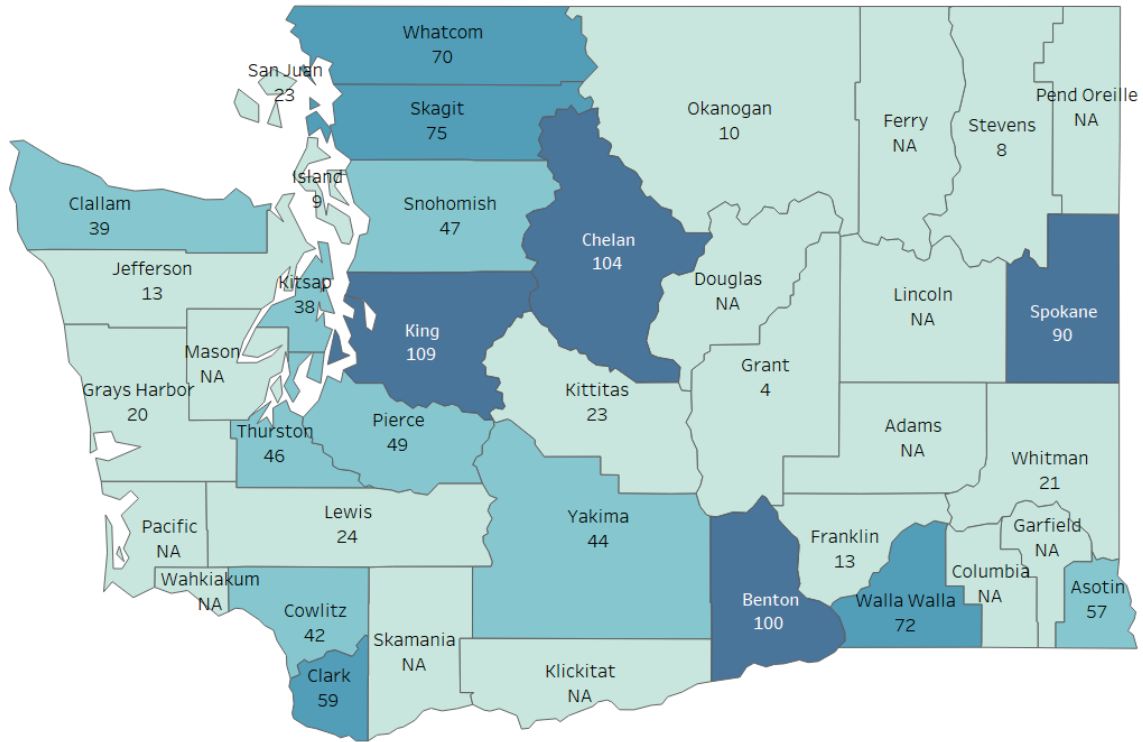 Whatcom
70
San Juan
23
Skagit
75
Okanogan
10
Ferry
NA
Stevens
8
Pend Oreille
NA
Island
9
Clallam
39
Snohomish
47
Chelan
104
Jefferson
13
Kitsap
38
Douglas
NA
Lincoln
NA
Spokane
90
King
109
Mason
NA
Grant
4
Grays Harbor
20
Kittitas
23
Thurston
46
Pierce
49
Adams
NA
Whitman
21
Pacific
NA
Lewis
24
Yakima
44
Franklin
13
Garfield
NA
Wahkiakum
NA
Columbia
NA
Asotin
57
Cowlitz
42
Skamania
NA
Benton
100
Walla Walla
72
Clark
59
Klickitat
NA